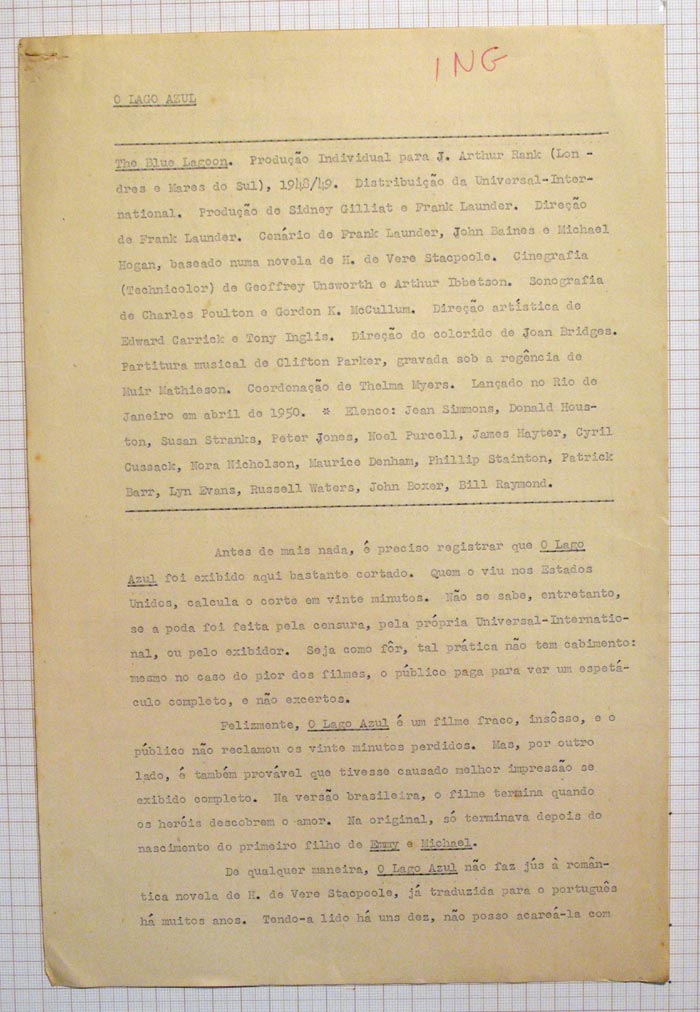 ING
O LAGO AZUL
The Blue Lagoon. Produção Individual para J. Arthur Rank (Lon -
dres e Mares do Sul), 1948/49. Distribuição da Universal-Inter-
national. Produção de Sidney Gilliat e Frank Launder. Direção
de Frank Launder. Cenário de Frank Launder, John Baines e Michael
Hogan, baseado numa novela de H. de Vere Stacpoole. Cinegrafia
(Technicolor) de Geoffrey Unsworth e Arthur Ibbetson. Sonografia
de Charles Poulton e Gordon K. McCullum. Direção artística de
Edward Carrick e Tony Inglis. Direção do colorido de Joan Bridges.
Partitura musical de Clifton Parker, gravada sob a regência de
Muir Mathieson. Coordenação de Thelma Myers. Lançado no Rio de
Janeiro em abril de 1950. * Elenco: Jean Simmons, Donald Hous-
ton, Susan Stranks, Peter Jones, Noel Purcell, James Hayter, Cyril
Cussack, Nora Nicholson, Maurice Denham, Phillip Stainton, Patrick
Barr, Lyn Evans, Russell Waters, John Boxer, Bill Raymond.
Antes de mais nada, é preciso registrar que O Lago
Azul foi exibido aqui bastante cortado. Quem o viu nos Estados
Unidos, calcula o corte em vinte minutos. Não se sabe, entretanto,
se a poda foi feita pela censura, pela própria Universal-Internatio-
nal, ou pelo exibidor. Seja como fôr, tal prática não tem cabimento:
mesmo no caso do pior dos filmes, o público paga para ver um espetá-
culo completo, e não excertos.
Felizmente, O Lago Azul é um filme fraco, insôsso, e o
público não reclamou os vinte minutos perdidos. Mas, por outro
lado, é também provável que tivesse causado melhor impressão se
exibido completo. Na versão brasileira, o filme termina quando
os heróis descobrem o amor. Na original, só terminava depois do
nascimento do primeiro filho de Emmy e Michael.
De qualquer maneira, O Lago Azul não faz jús à român-
tica novela de H. de Vere Stacpoole, já traduzida para o português
há muitos anos. Tendo-a lido há uns dez, não posso acareá-la com